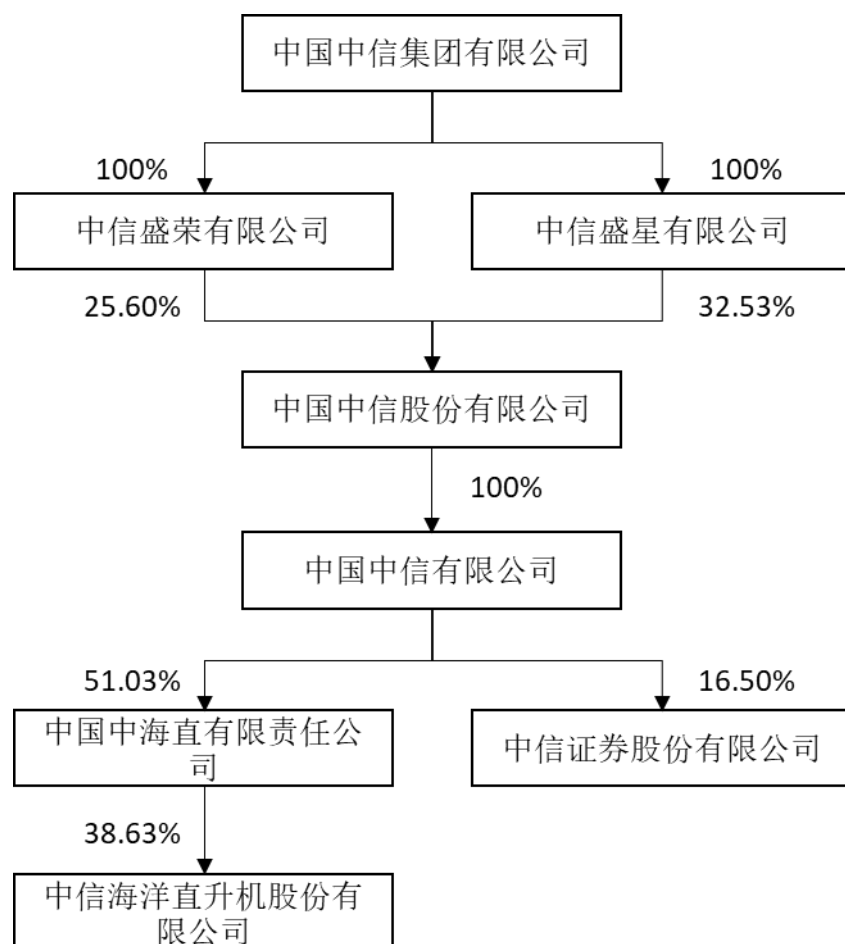 中国中信集团有限公司
100%
100%
中信盛荣有限公司
中信盛星有限公司
25.60%
32.53%
中国中信股份有限公司
100%
中国中信有限公司
51.03%
16.50%
中国中海直有限责任公
司
中信证券股份有限公司
38.63%
中信海洋直升机股份有
限公司